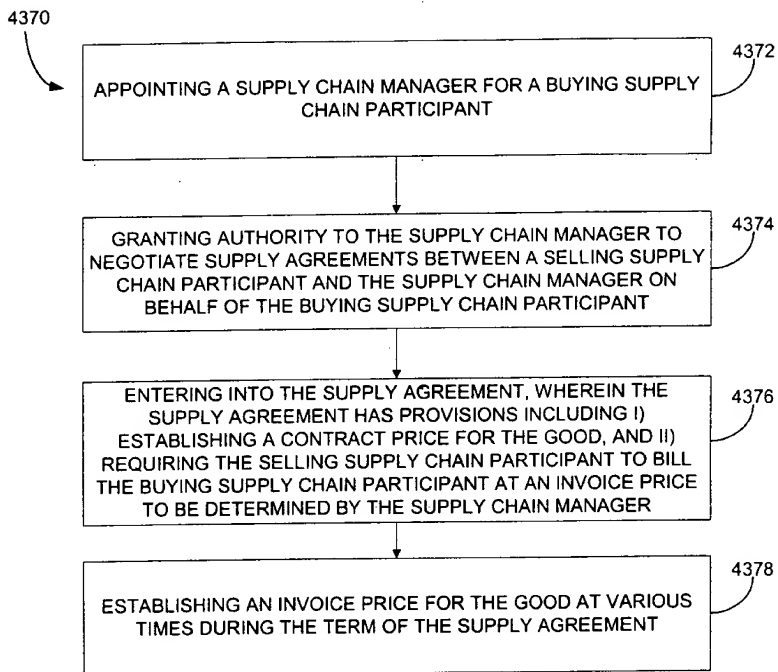 4370
4372
APPOINTING A SUPPLY CHAIN MANAGER FOR A BUYING SUPPLY
CHAIN PARTICIPANT
4374
GRANTING AUTHORITY TO THE SUPPLY CHAIN MANAGER TO
NEGOTIATE SUPPLY AGREEMENTS BETWEEN A SELLING SUPPLY
CHAIN PARTICIPANT AND THE SUPPLY CHAIN MANAGER ON
BEHALF OF THE BUYING SUPPLY CHAIN PARTICIPANT
4376
ENTERING INTO THE SUPPLY AGREEMENT, WHEREIN THE
SUPPLY AGREEMENT HAS PROVISIONS INCLUDING I)
ESTABLISHING A CONTRACT PRICE FOR THE GOOD, AND II)
REQUIRING THE SELLING SUPPLY CHAIN PARTICIPANT TO BILL
THE BUYING SUPPLY CHAIN PARTICIPANT AT AN INVOICE PRICE
TO BE DETERMINED BY THE SUPPLY CHAIN MANAGER
4378
ESTABLISHING AN INVOICE PRICE FOR THE GOOD AT VARIOUS
TIMES DURING THE TERM OF THE SUPPLY AGREEMENT